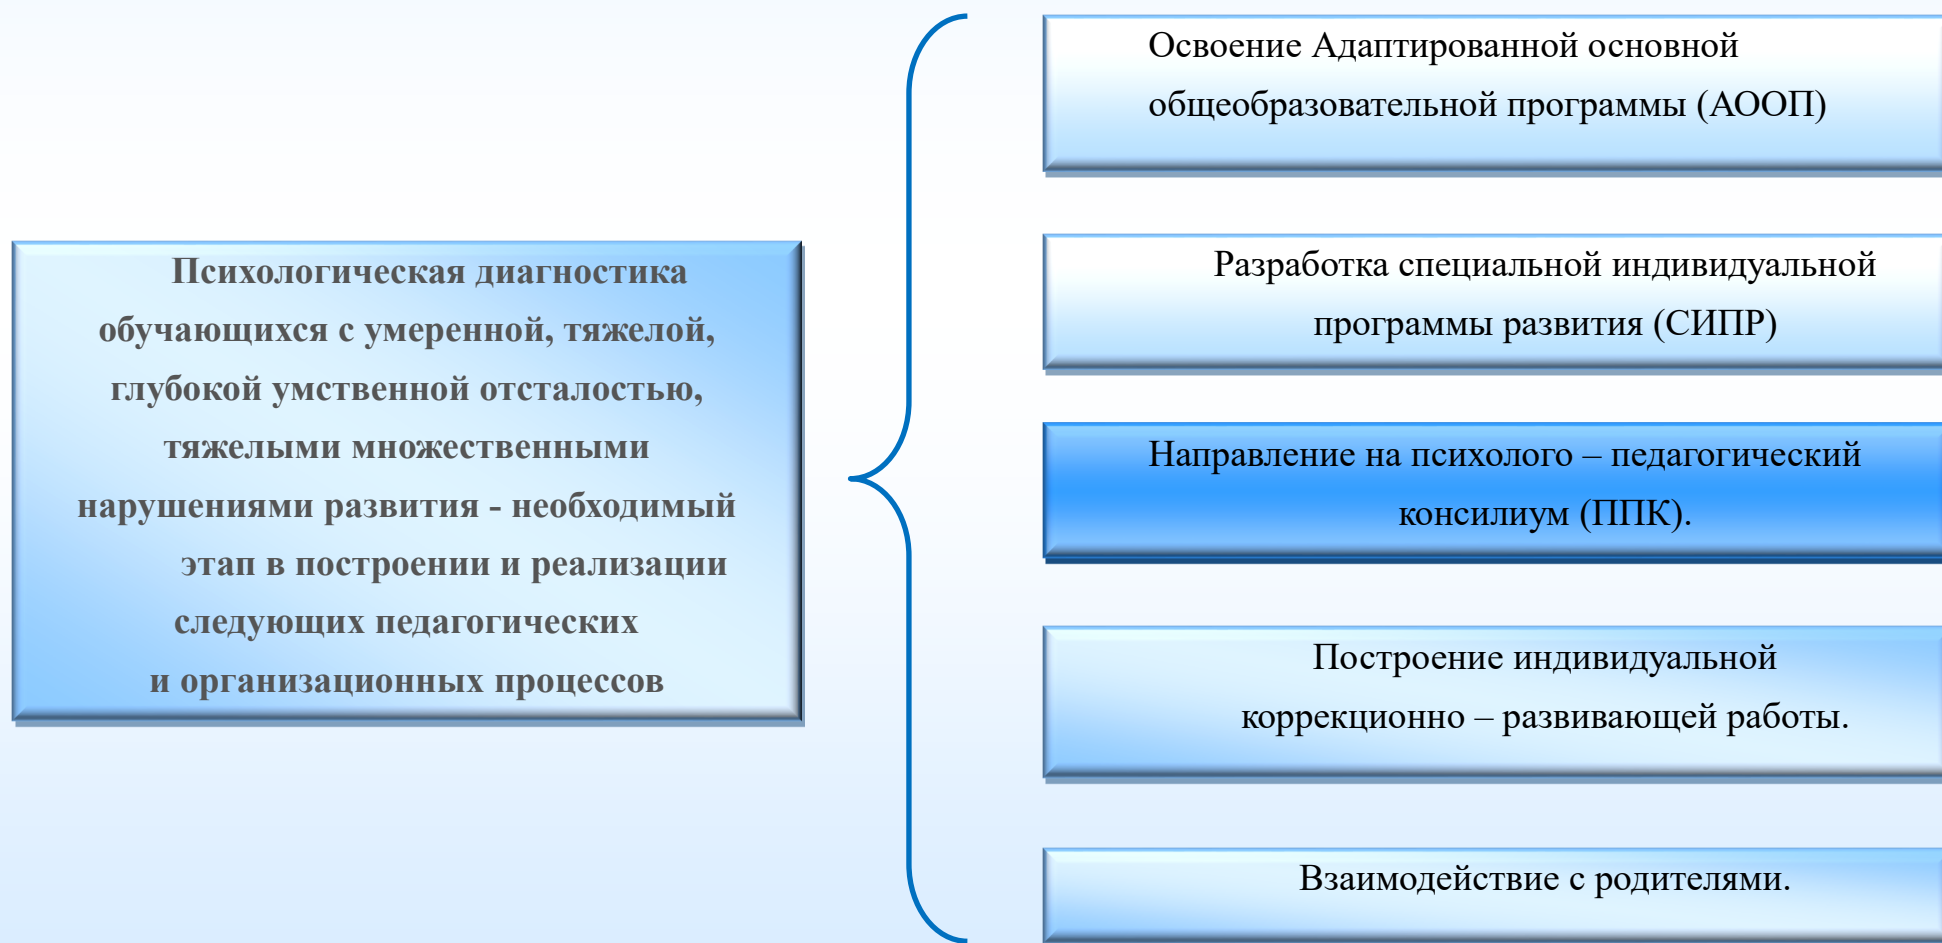 Психологическая диагностика
обучающихся с умеренной, тяжелой,
глубокой умственной отсталостью,
тяжелыми множественными
нарушениями развития - необходимый
этап в построении и реализации
следующих педагогических
и организационных процессов
Освоение Адаптированной основной
общеобразовательной программы (АООП)
Разработка специальной индивидуальной
программы развития (СИПР)
Направление на психолого – педагогический
консилиум (ППК).
Построение индивидуальной
коррекционно – развивающей работы.
Взаимодействие с родителями.